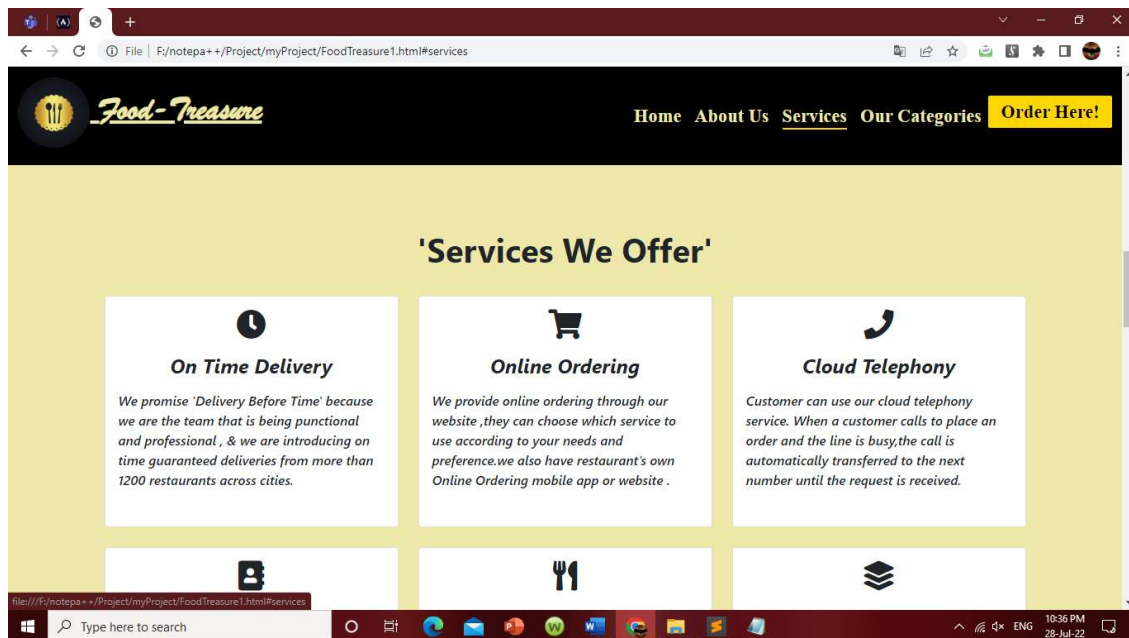 File F:/notepa++/Project/myProject/FoodTreasure1.html#services
Food-Treasure
Home About Us Services Our Categories Order Here!
'Services We Offer'
On Time Delivery
We promise 'Delivery Before Time' because
we are the team that is being punctional
and professional , & we are introducing on
time guaranteed deliveries from more than
1200 restaurants across cities.
Online Ordering
We provide online ordering through our
website ,they can choose which service to
use according to your needs and
preference.we also have restaurant's own
Online Ordering mobile app or website .
Cloud Telephony
Customer can use our cloud telephony
service. When a customer calls to place an
order and the line is busy,the call is
automatically transferred to the next
number until the request is received.
file:///F:/notepa++/Project/myProject/FoodTreasure1.html#services
Type here to search
ENG
10:36 PM
28-Jul-22